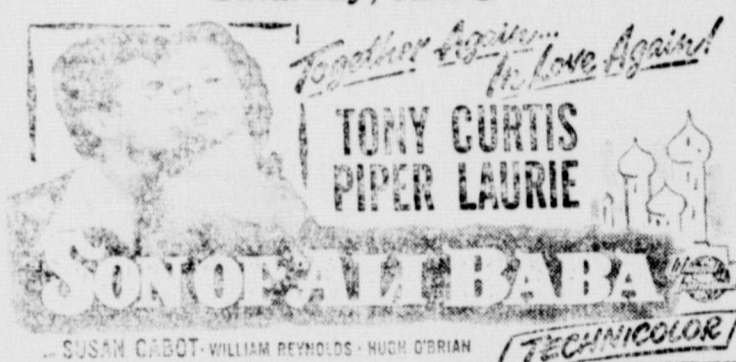 Together Again...
In Love Again!
TONY CURTIS
PIPER LAURIE
SON OF ALI BABA
SUSAN CABOT · WILLIAM REYNOLDS · HUGH O'BRIAN
TECHNICOLOR